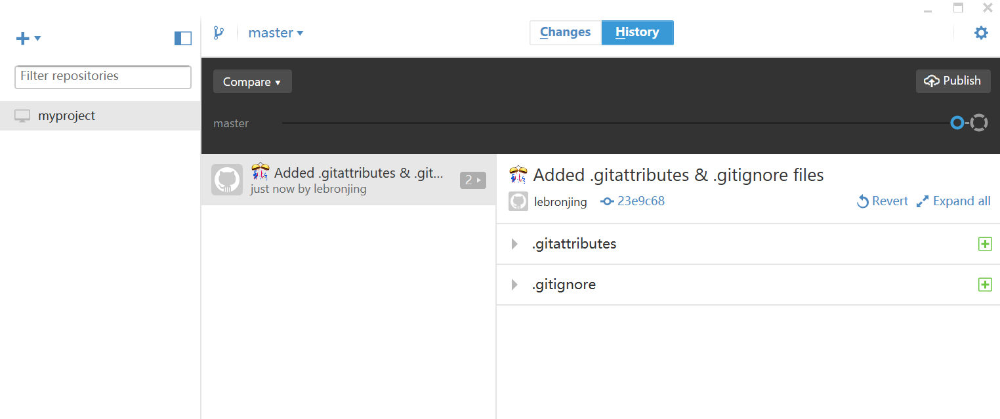 master ▾
Changes
History
Filter repositories
Compare ▾
Publish
myproject
master
Added .gitattributes & .git...
2
just now by lebronjing
Added .gitattributes & .gitignore files
lebronjing
23e9c68
Revert
Expand all
.gitattributes
.gitignore